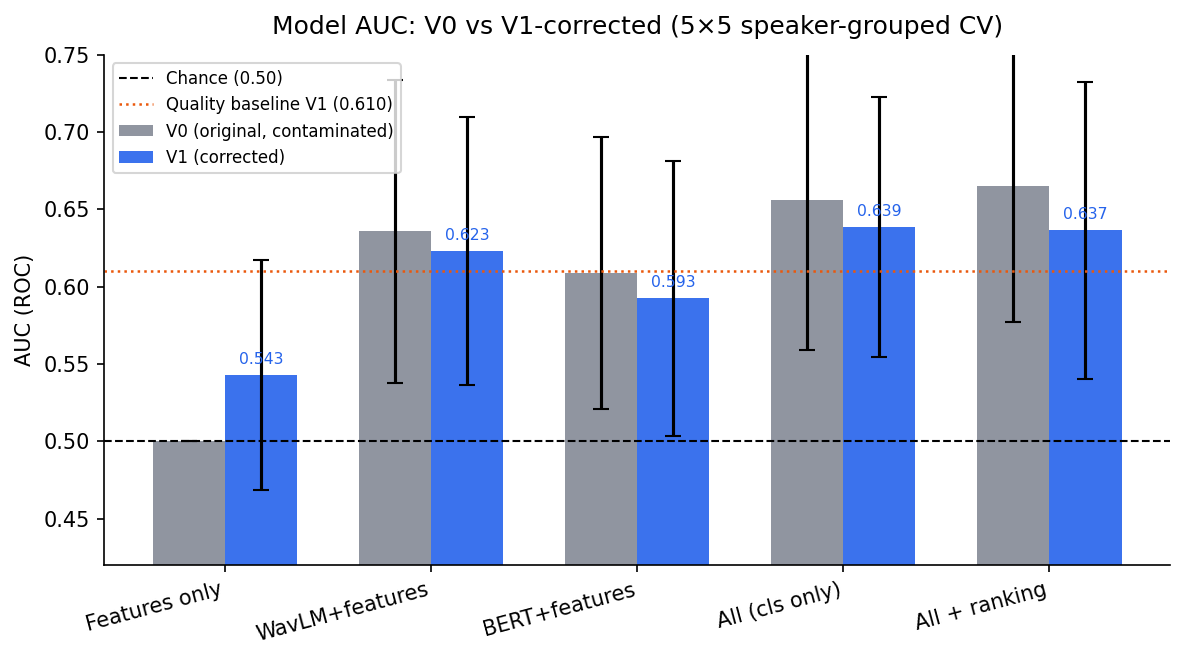 Model AUC: V0 vs V1-corrected (5×5 speaker-grouped CV)
Chance (0.50)
Quality baseline V1 (0.610)
V0 (original, contaminated)
V1 (corrected)
AUC (ROC)
0.75
0.70
0.65
0.60
0.55
0.50
0.45
0.543
0.623
0.593
0.639
0.637
Features only
WavLM+features
BERT+features
All (cls only)
All + ranking